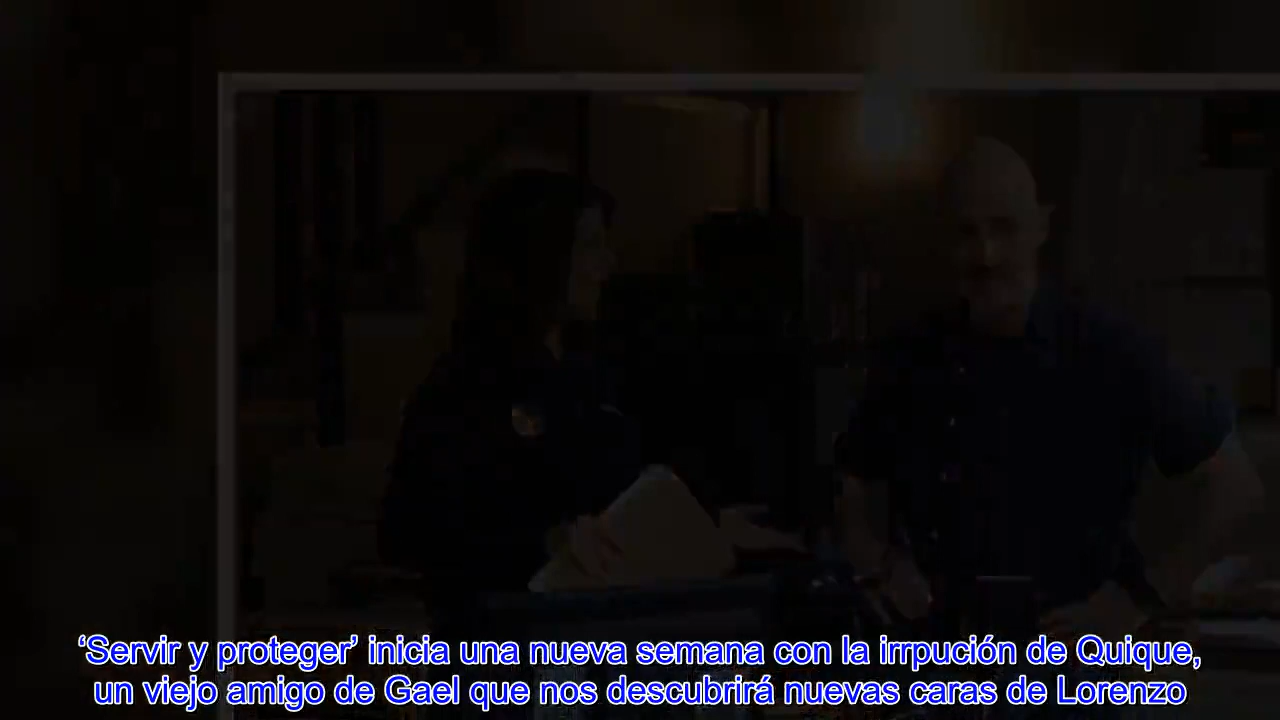 ‘Servir y proteger’ inicia una nueva semana con la irrpución de Quique,
un viejo amigo de Gael que nos descubrirá nuevas caras de Lorenzo